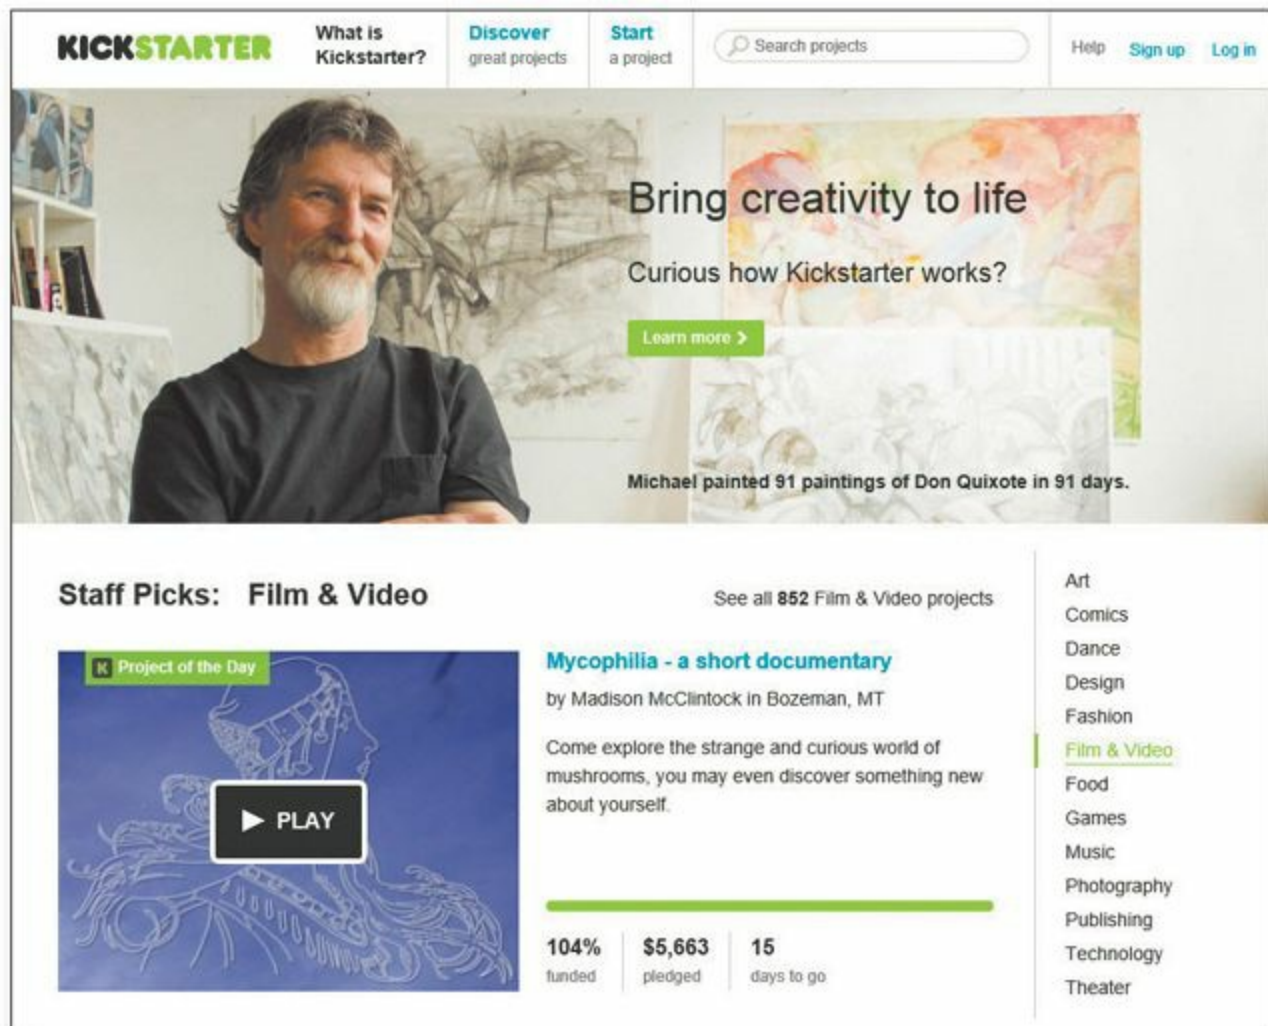 KICKSTARTER
What is
Kickstarter?
Discover
great projects
Start
a project
Search projects
Help
Sign up
Log in
Bring creativity to life
Curious how Kickstarter works?
Learn more
Michael painted 91 paintings of Don Quixote in 91 days.
Staff Picks: Film & Video
See all 852 Film & Video projects
K Project of the Day
PLAY
Mycophilia - a short documentary
by Madison McClintock in Bozeman, MT
Come explore the strange and curious world of
mushrooms, you may even discover something new
about yourself.
104%
funded
$5,663
pledged
15
days to go
Art
Comics
Dance
Design
Fashion
Film & Video
Food
Games
Music
Photography
Publishing
Technology
Theater